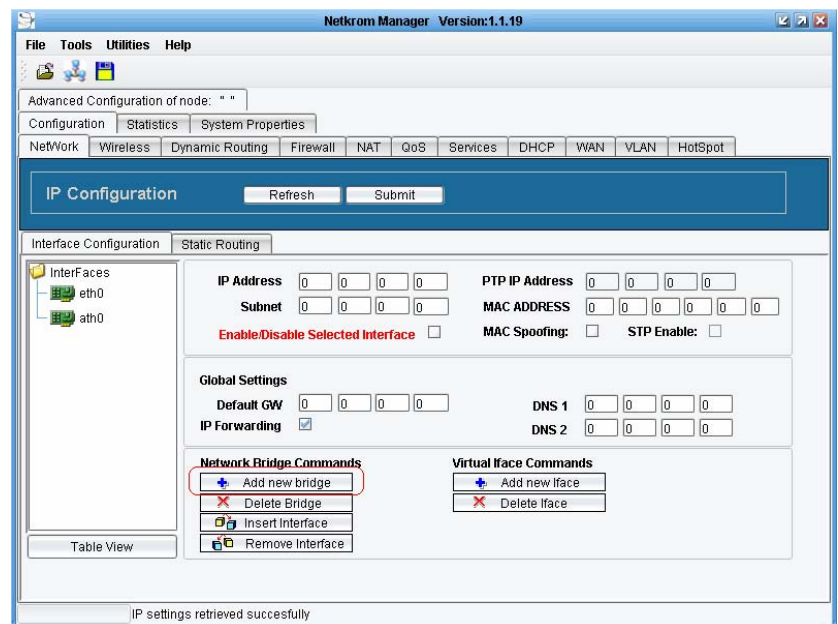 Netkrom Manager Version:1.1.19
File Tools Utilities Help
Advanced Configuration of node: " "
Configuration Statistics System Properties
NetWork Wireless Dynamic Routing Firewall NAT QoS Services DHCP WAN VLAN HotSpot
IP Configuration Refresh Submit
Interface Configuration Static Routing
InterFaces
eth0
ath0
Table View
IP Address 0 0 0 0 PTP IP Address 0 0 0 0
Subnet 0 0 0 0 MAC ADDRESS 0 0 0 0 0 0
Enable/Disable Selected Interface MAC Spoofing: STP Enable:
Global Settings
Default GW 0 0 0 0 DNS 1 0 0 0 0
IP Forwarding DNS 2 0 0 0 0
Network Bridge Commands Virtual Iface Commands
Add new bridge Add new Iface
Delete Bridge Delete Iface
Insert Interface
Remove Interface
IP settings retrieved succesfully